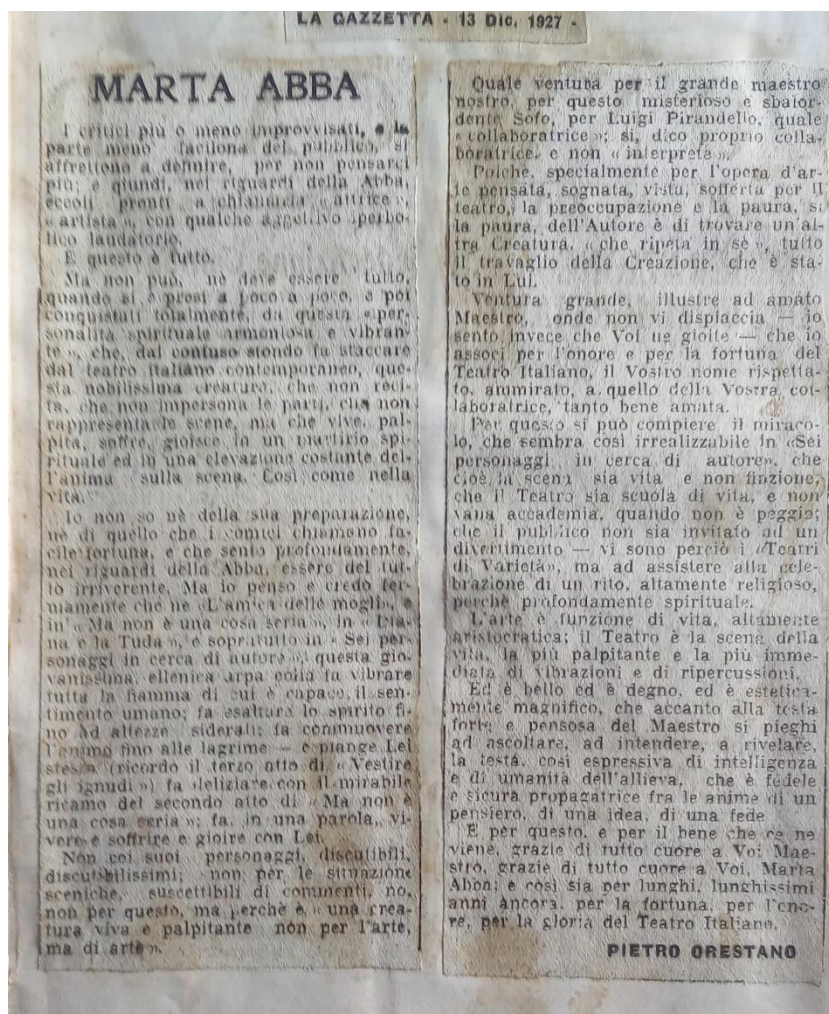 LA GAZZETTA - 13 Dic. 1927 -
MARTA ABBA
I critici più o meno improvvisati, e la
parte meno facilona del pubblico, si
affrettono a definire, per non pensarci
più; e qiundi, nei riguardi della Abba,
eccoli pronti a chiamarla «attrice»,
«artista», con qualche aggettivo iperbo-
lico laudatorio.
E questo è tutto.
Ma non può, nè deve essere tutto,
quando si è presi a poco a poco, e poi
conquistati totalmente, da questa «per-
sonalità spirituale armoniosa e vibran-
te», che, dal confuso sfondo fa staccare
dal teatro italiano contemporaneo, que-
sta nobilissima creatura, che non reci-
ta, che non impersona le parti, che non
rappresenta le scene, ma che vive, pal-
pita, soffre, gioisce in un martirio spi-
rituale ed in una elevazione costante del-
l'anima sulla scena. Così come nella
vita.
Io non so nè della sua preparazione,
nè di quello che i comici chiamano fa-
cile fortuna, e che sento profondamente,
nei riguardi della Abba, essere del tut-
to irriverente. Ma io penso e credo fer-
mamente che ne «L'amica delle mogli», e
in «Ma non è una cosa seria», in «Dia-
na e la Tuda», e sopratutto in «Sei per-
sonaggi in cerca di autore», questa gio-
vanissima, ellenica arpa eolia fa vibrare
tutta la fiamma di cui è capace il sen-
timento umano; fa esaltare lo spirito fi-
no ad altezze siderali; fa commuovere
l'animo fino alle lagrime — e piange Lei
stessa (ricordo il terzo atto di «Vestire
gli ignudi») fa deliziare con il mirabile
ricamo del secondo atto di «Ma non è
una cosa seria»; fa, in una parola, vi-
vere e soffrire e gioire con Lei.
Non coi suoi personaggi, discutibili,
discutibilissimi; non per le situazione
sceniche, suscettibili di commenti, no,
non per questo, ma perchè è «una crea-
tura viva e palpitante non per l'arte,
ma di arte».
Quale ventura per il grande maestro
nostro, per questo misterioso e sbalor-
dente Sofo, per Luigi Pirandello, quale
«collaboratrice»; si, dico proprio colla-
boratrice, e non «interpreta».
Poichè, specialmente per l'opera d'ar-
te pensata, sognata, vista, sofferta per il
teatro, la preoccupazione e la paura, si
la paura, dell'Autore è di trovare un'al-
tra Creatura, «che ripeta in sè», tutto
il travaglio della Creazione, che è sta-
to in Lui.
Ventura grande, illustre ad amato
Maestro, onde non vi dispiaccia — io
sento invece che Voi ne gioite — che io
associ per l'onore e per la fortuna del
Teatro Italiano, il Vostro nome rispetta-
to, ammirato, a quello della Vostra col-
laboratrice, tanto bene amata.
Per questo si può compiere il miraco-
lo, che sembra così irrealizzabile in «Sei
personaggi in cerca di autore», che
cioè la scena sia vita e non finzione;
che il Teatro sia scuola di vita, e non
vana accademia, quando non è peggio;
che il pubblico non sia invitato ad un
divertimento — vi sono perciò i «Teatri
di Varietà», ma ad assistere alla cele-
brazione di un rito, altamente religioso,
perchè profondamente spirituale.
L'arte è funzione di vita, altamente
aristocratica; il Teatro è la scena della
vita, la più palpitante e la più imme-
diata di vibrazioni e di ripercussioni.
Ed è bello ed è degno, ed è estetica-
mente magnifico, che accanto alla testa
forte e pensosa del Maestro si pieghi
ad ascoltare, ad intendere, a rivelare,
la testa, così espressiva di intelligenza
e di umanità dell'allieva, che è fedele
e sicura propagatrice fra le anime di un
pensiero, di una idea, di una fede
E per questo, e per il bene che ce ne
viene, grazie di tutto cuore a Voi Mae-
stro, grazie di tutto cuore a Voi, Marta
Abba; e così sia per lunghi, lunghissimi
anni ancora, per la fortuna, per l'eno-
re, per la gloria del Teatro Italiano.
PIETRO ORESTANO